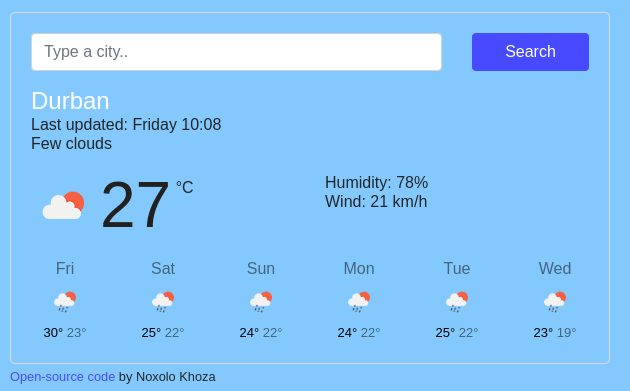 Type a city..
Search
Durban
Last updated: Friday 10:08
Few clouds
27 °C
Humidity: 78%
Wind: 21 km/h
Fri Sat Sun Mon Tue Wed
30° 23° 25° 22° 24° 22° 24° 22° 25° 22° 23° 19°
Open-source code by Noxolo Khoza